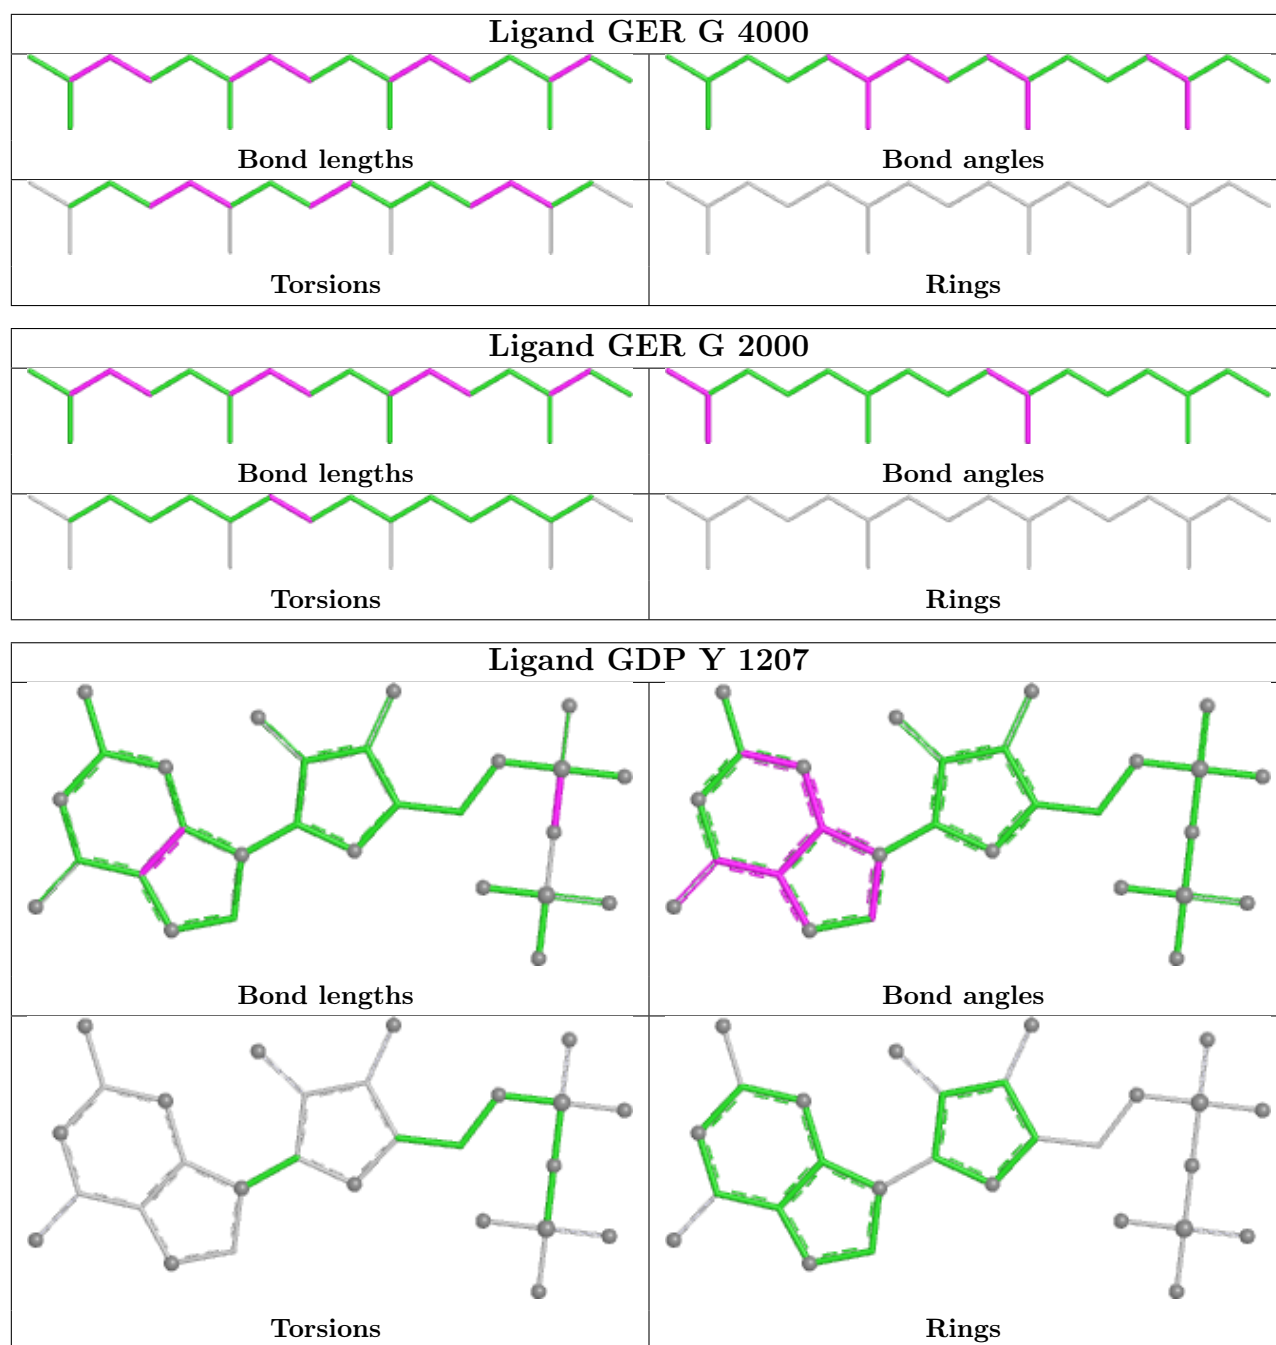 Ligand GER G 4000
Bond lengths
Bond angles
Torsions
Rings
Ligand GER G 2000
Bond lengths
Bond angles
Torsions
Rings
Ligand GDP Y 1207
Bond lengths
Bond angles
Torsions
Rings